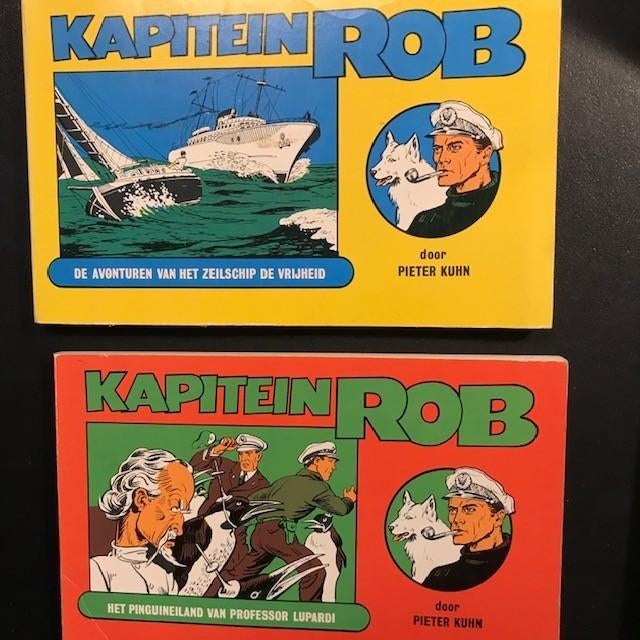 KAPITEIN ROB
DE AVONTUREN VAN HET ZEILSCHIP DE VRIJHEID
door
PIETER KUHN
KAPITEIN ROB
HET PINGUINEILAND VAN PROFESSOR LUPARDI
door
PIETER KUHN